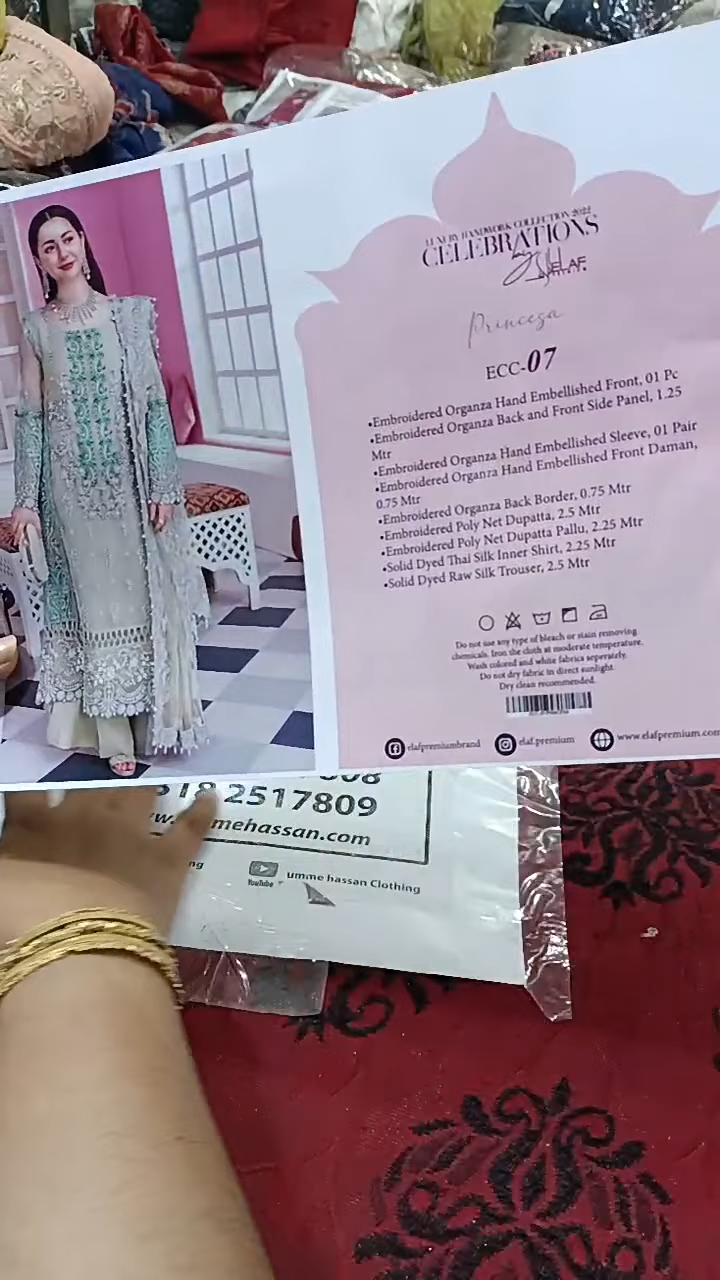 LUXURY HANDWORK COLLECTION 2022
CELEBRATIONS
by ELAF
Princesa
ECC-07
•Embroidered Organza Hand Embellished Front, 01 Pc
•Embroidered Organza Back and Front Side Panel, 1.25
Mtr
•Embroidered Organza Hand Embellished Sleeve, 01 Pair
•Embroidered Organza Hand Embellished Front Daman,
0.75 Mtr
•Embroidered Organza Back Border, 0.75 Mtr
•Embroidered Poly Net Dupatta, 2.5 Mtr
•Embroidered Poly Net Dupatta Pallu, 2.25 Mtr
•Solid Dyed Thai Silk Inner Shirt, 2.25 Mtr
•Solid Dyed Raw Silk Trouser, 2.5 Mtr
Do not use any type of bleach or stain removing
chemicals. Iron the cloth at moderate temperature.
Wash colored and white fabrics seperately.
Do not dry fabric in direct sunlight.
Dry clean recommended.
elafpremiumbrand elaf.premium www.elafpremium.com
2517809
mehassan.com
YouTube umme hassan Clothing